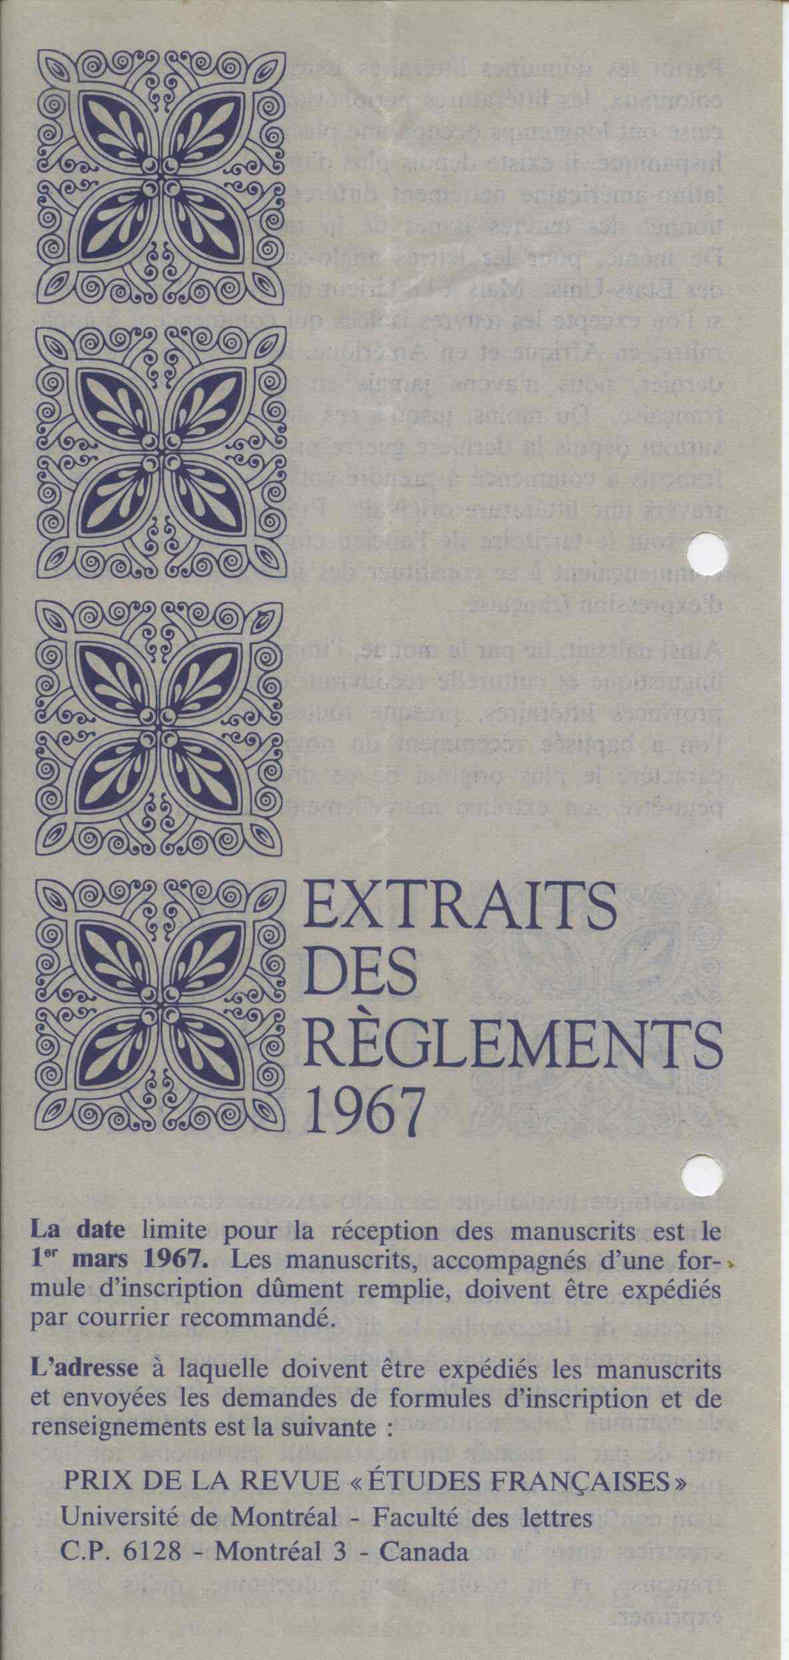 EXTRAITS
DES
RÈGLEMENTS
1967
La date limite pour la réception des manuscrits est le
1er mars 1967. Les manuscrits, accompagnés d'une for-
mule d'inscription dûment remplie, doivent être expédiés
par courrier recommandé.
L'adresse à laquelle doivent être expédiés les manuscrits
et envoyées les demandes de formules d'inscription et de
renseignements est la suivante :
PRIX DE LA REVUE « ÉTUDES FRANÇAISES »
Université de Montréal - Faculté des lettres
C.P. 6128 - Montréal 3 - Canada